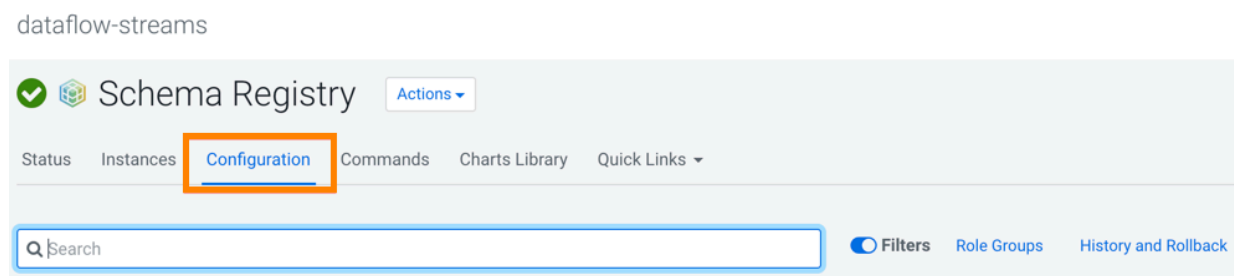 dataflow-streams
Schema Registry Actions
Status Instances Configuration Commands Charts Library Quick Links
Search Filters Role Groups History and Rollback